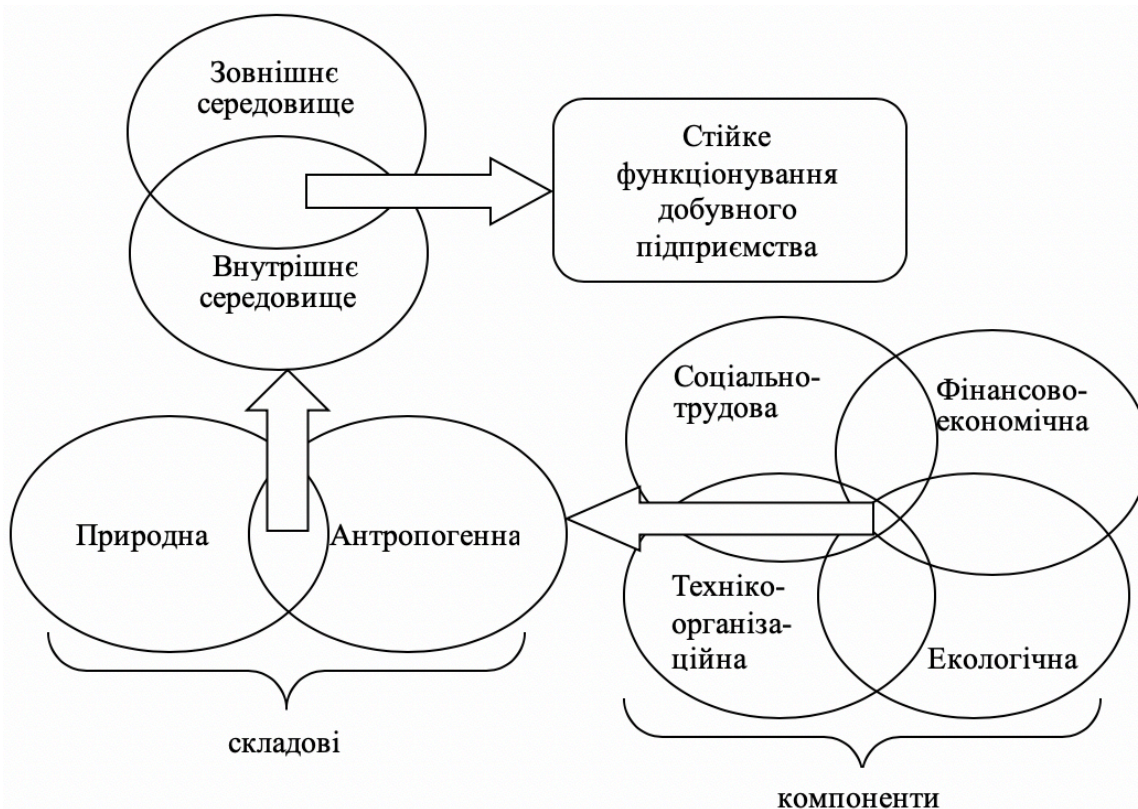 Зовнішнє
середовище
Внутрішнє
середовище
Стійке
функціонування
добувного
підприємства
Соціально-
трудова
Фінансово-
економічна
Природна
Антропогенна
Техніко-
організа-
ційна
Екологічна
складові
компоненти